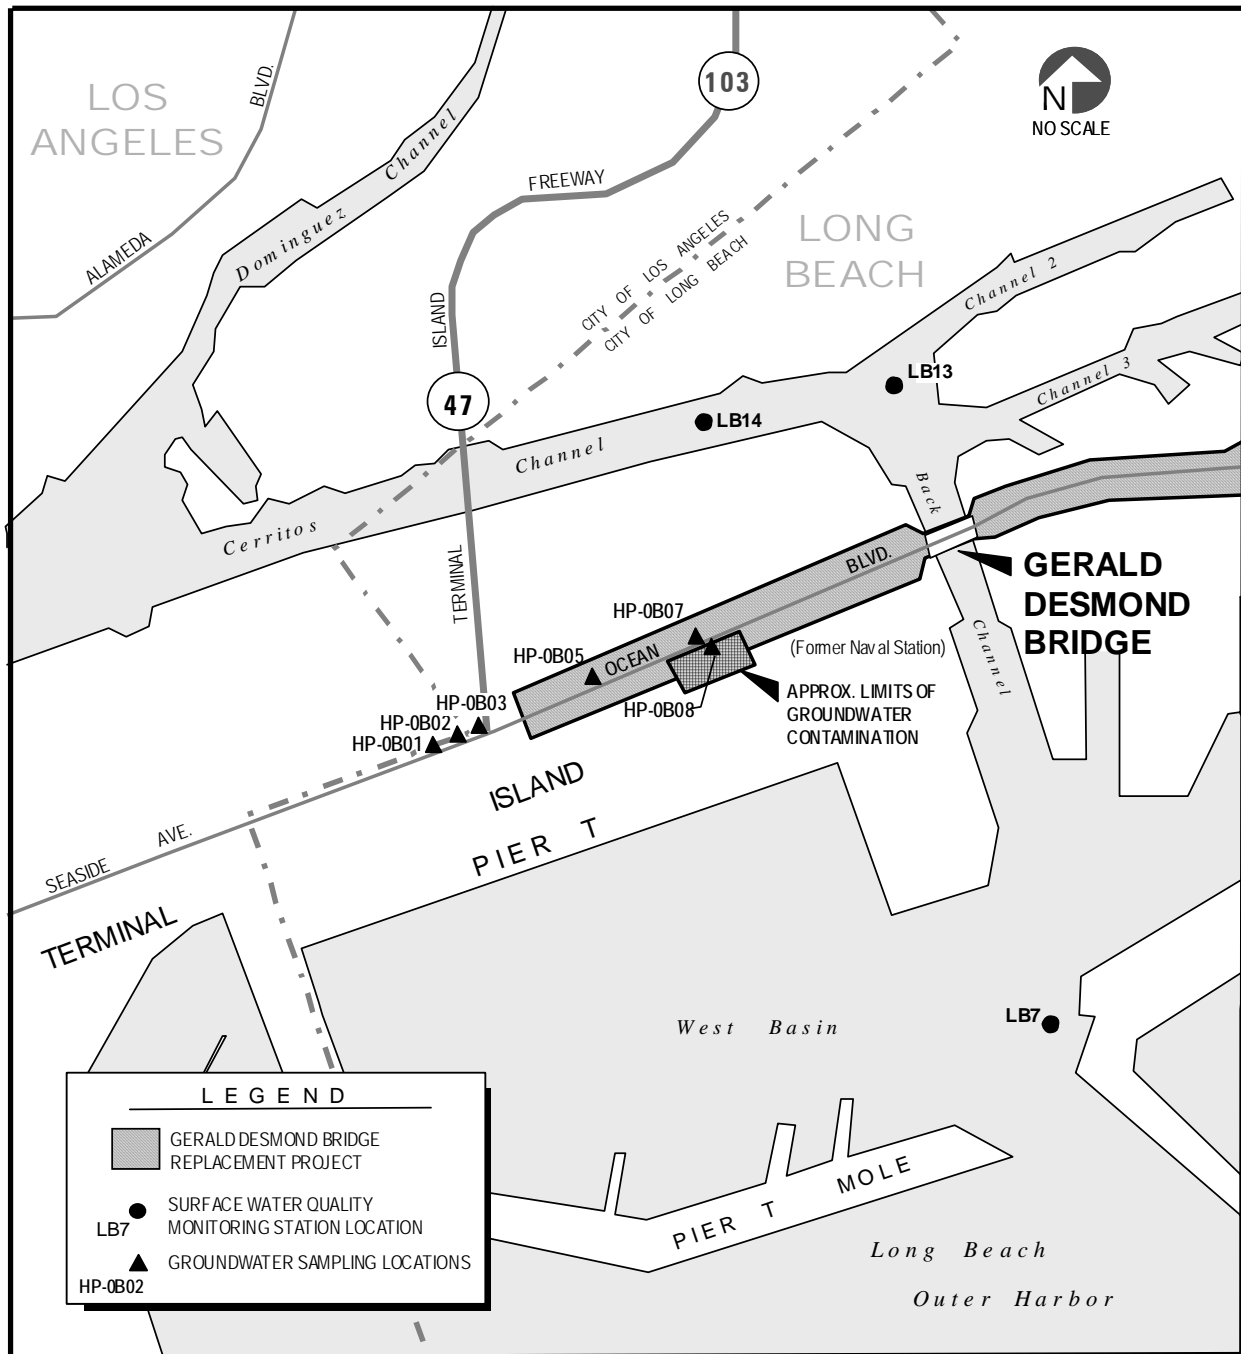 LOS
ANGELES
BLVD.
ALAMEDA
Dominguez Channel
103
FREEWAY
ISLAND
47
TERMINAL
N
NO SCALE
CITY OF LOS ANGELES
CITY OF LONG BEACH
LONG
BEACH
Channel 2
Channel 3
LB13
LB14
Cerritos Channel
Back Channel
GERALD
DESMOND
BRIDGE
OCEAN BLVD.
HP-0B07
HP-0B05
HP-0B08
HP-0B03
HP-0B02
HP-0B01
(Former Naval Station)
APPROX. LIMITS OF
GROUNDWATER
CONTAMINATION
SEASIDE AVE.
TERMINAL ISLAND
PIER T
West Basin
LB7
PIER T MOLE
Long Beach
Outer Harbor
LEGEND
GERALD DESMOND BRIDGE
REPLACEMENT PROJECT
LB7
SURFACE WATER QUALITY
MONITORING STATION LOCATION
GROUNDWATER SAMPLING LOCATIONS
HP-0B02